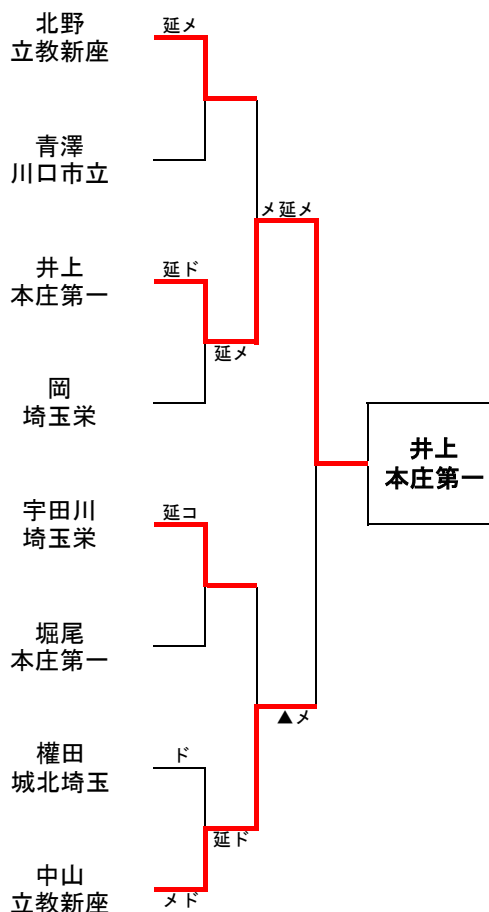 北野
立教新座
延メ
青澤
川口市立
メ延メ
井上
本庄第一
延ド
延メ
岡
埼玉栄
井上
本庄第一
宇田川
埼玉栄
延コ
堀尾
本庄第一
▲メ
權田
城北埼玉
ド
延ド
中山
立教新座
メド